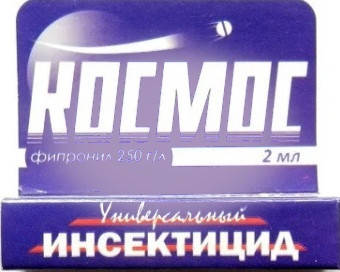 КОСМОС
фипронил 250 г/л 2 мл
Универсальный
ИНСЕКТИЦИД